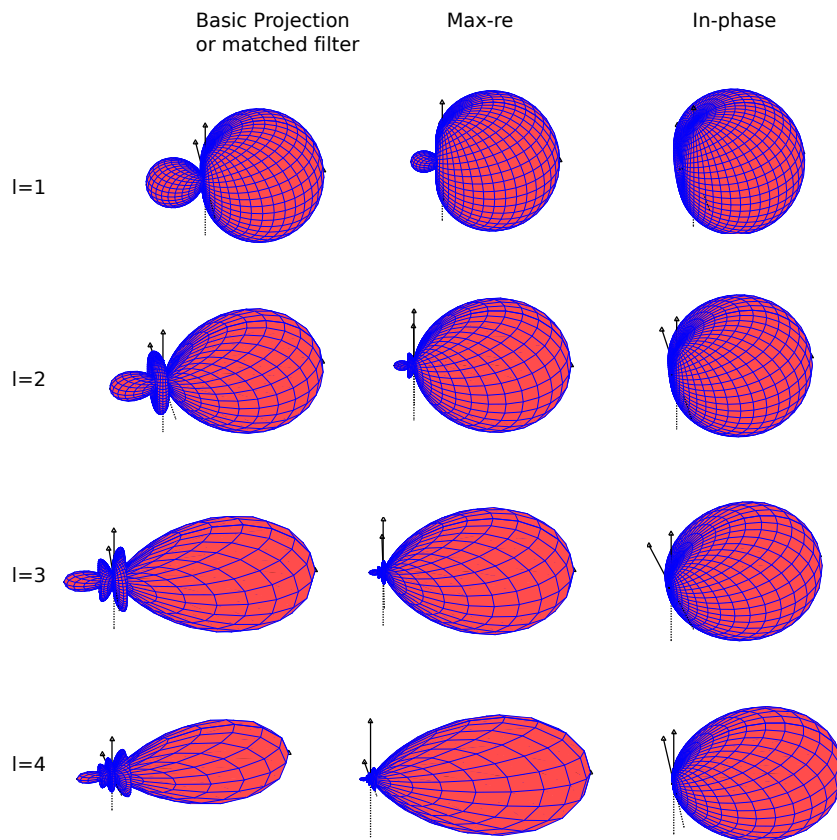 Basic Projection
or matched filter
Max-re
In-phase
l=1
l=2
l=3
l=4